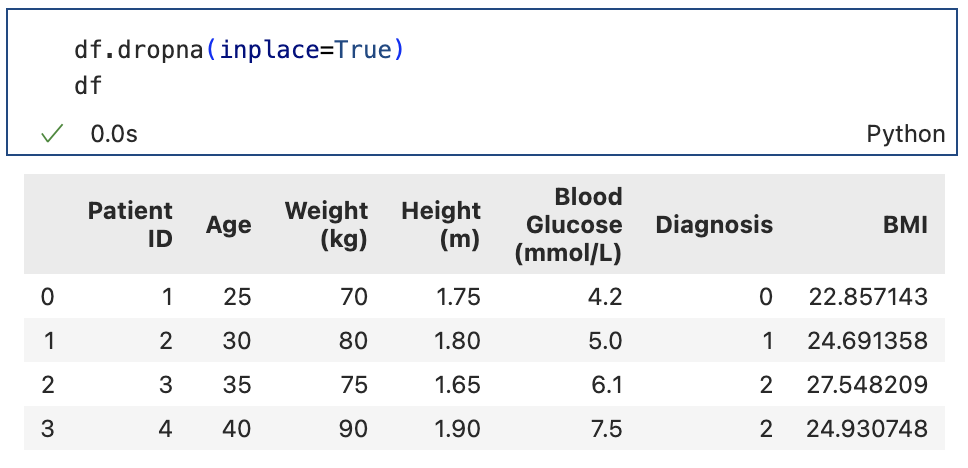 df.dropna(inplace=True)
df
0.0s Python
Patient ID Age Weight (kg) Height (m) Blood Glucose (mmol/L) Diagnosis BMI
0 1 25 70 1.75 4.2 0 22.857143
1 2 30 80 1.80 5.0 1 24.691358
2 3 35 75 1.65 6.1 2 27.548209
3 4 40 90 1.90 7.5 2 24.930748